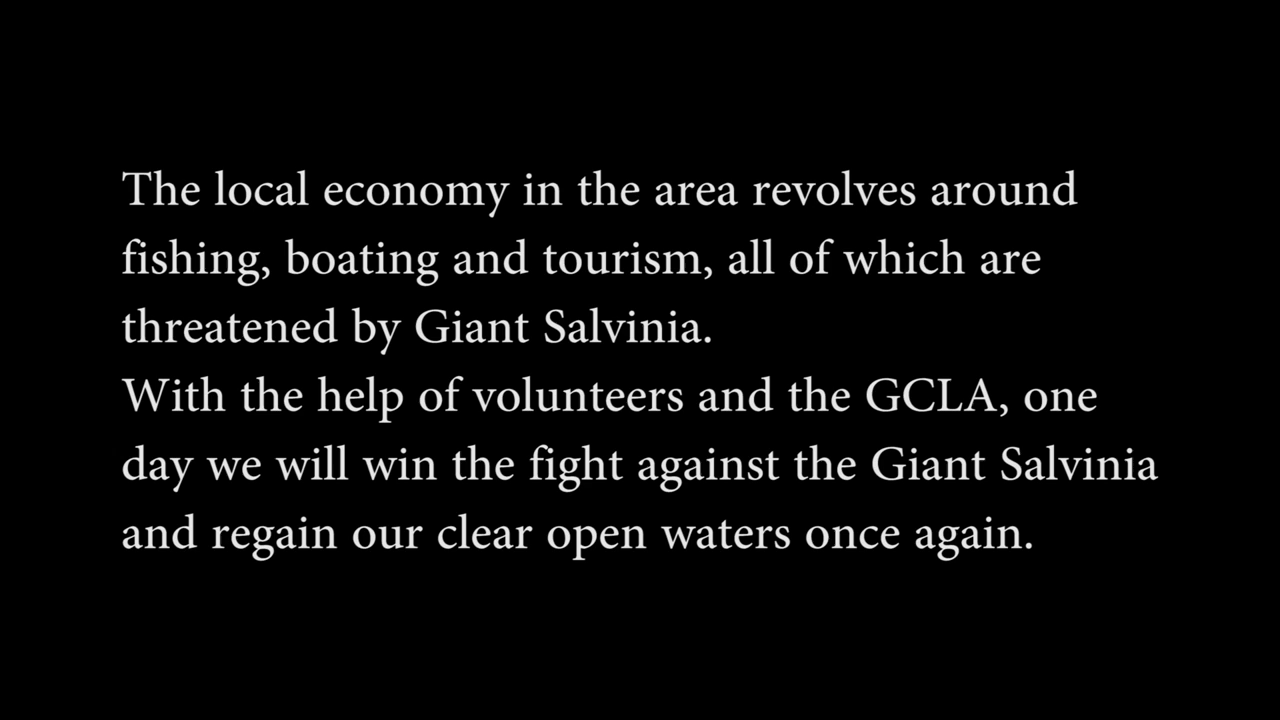 The local economy in the area revolves around
fishing, boating and tourism, all of which are
threatened by Giant Salvinia.
With the help of volunteers and the GCLA, one
day we will win the fight against the Giant Salvinia
and regain our clear open waters once again.